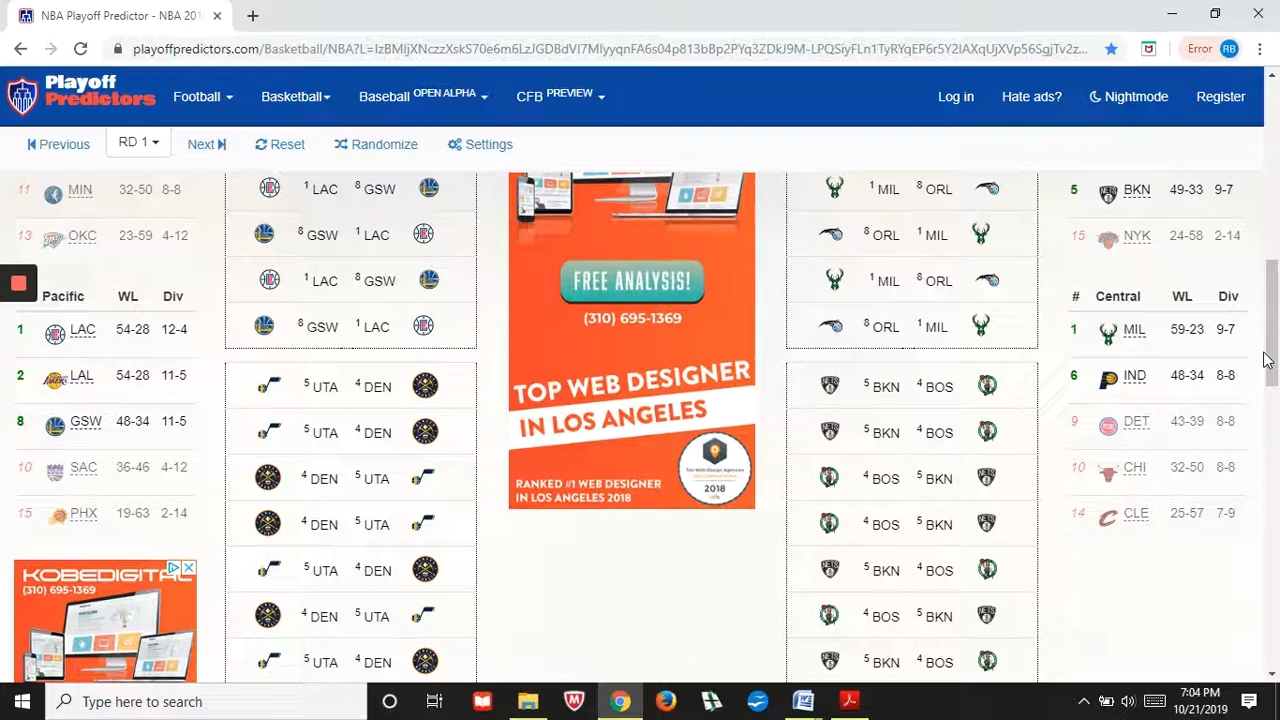 NBA Playoff Predictor - NBA 201
playoffpredictors.com/Basketball/NBA?L=IzBMIjXNczzXskS70e6m6LzJGDBdVI7MlyyqnFA6s04p813bBp2PYq3ZDkJ9M-LPQSiyFLn1TyRYqEP6r5Y2IAXqUjXVp56SgjTv2z...
Error RB
Playoff Predictors
Football
Basketball
Baseball OPEN ALPHA
CFB PREVIEW
Log in
Hate ads?
Nightmode
Register
Previous
RD 1
Next
Reset
Randomize
Settings
11 MIN 32-50 8-8
13 OKC 23-59 4-12
Pacific WL Div
1 LAC 54-28 12-4
2 LAL 54-28 11-5
8 GSW 48-34 11-5
10 SAC 36-46 4-12
15 PHX 19-63 2-14
KOBEDIGITAL
(310) 695-1369
1 LAC 8 GSW
8 GSW 1 LAC
1 LAC 8 GSW
8 GSW 1 LAC
5 UTA 4 DEN
5 UTA 4 DEN
4 DEN 5 UTA
4 DEN 5 UTA
5 UTA 4 DEN
4 DEN 5 UTA
5 UTA 4 DEN
FREE ANALYSIS!
(310) 695-1369
TOP WEB DESIGNER
IN LOS ANGELES
RANKED #1 WEB DESIGNER
IN LOS ANGELES 2018
Top Web Design Agencies
2018
1 MIL 8 ORL
8 ORL 1 MIL
1 MIL 8 ORL
8 ORL 1 MIL
5 BKN 4 BOS
5 BKN 4 BOS
4 BOS 5 BKN
4 BOS 5 BKN
5 BKN 4 BOS
4 BOS 5 BKN
5 BKN 4 BOS
5 BKN 49-33 9-7
15 NYK 24-58 2-14
# Central WL Div
1 MIL 59-23 9-7
6 IND 48-34 8-8
9 DET 43-39 8-8
10 CHI 32-50 8-8
14 CLE 25-57 7-9
Type here to search
7:04 PM
10/21/2019